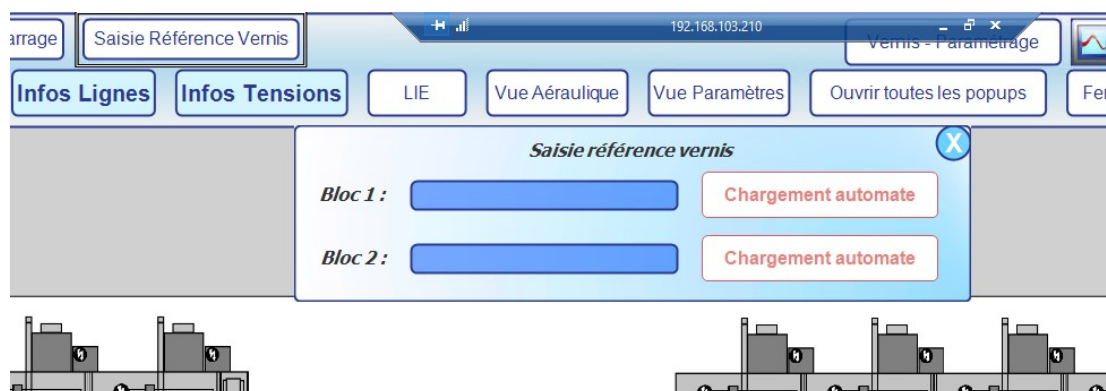 arrage
Saisie Référence Vernis
192.168.103.210
Vernis - Paramétrage
Infos Lignes
Infos Tensions
LIE
Vue Aéraulique
Vue Paramètres
Ouvrir toutes les popups
Fer
Saisie référence vernis
X
Bloc 1 :
Chargement automate
Bloc 2 :
Chargement automate